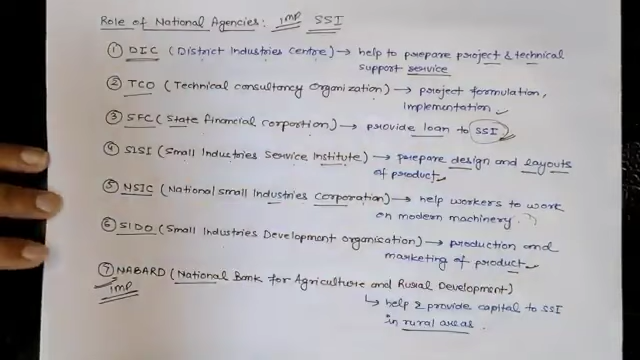 Role of National Agencies: imp SSI
① DIC (District Industries Centre) → help to prepare project & technical
support service
② TCO (Technical consultancy Organization) → project formulation,
implementation.
③ SFC (State financial corportion) → provide loan to SSI
④ SISI (Small Industries Service Institute) → prepare design and layouts
of product
⑤ NSIC (National small Industries corporation) → help workers to work
on modern machinery.
⑥ SIDO (Small Industries Development organisation) → production and
marketing of product
⑦ NABARD (National Bank for Agriculture and Rural Development)
imp
↳ help & provide capital to SSI
in rural areas.